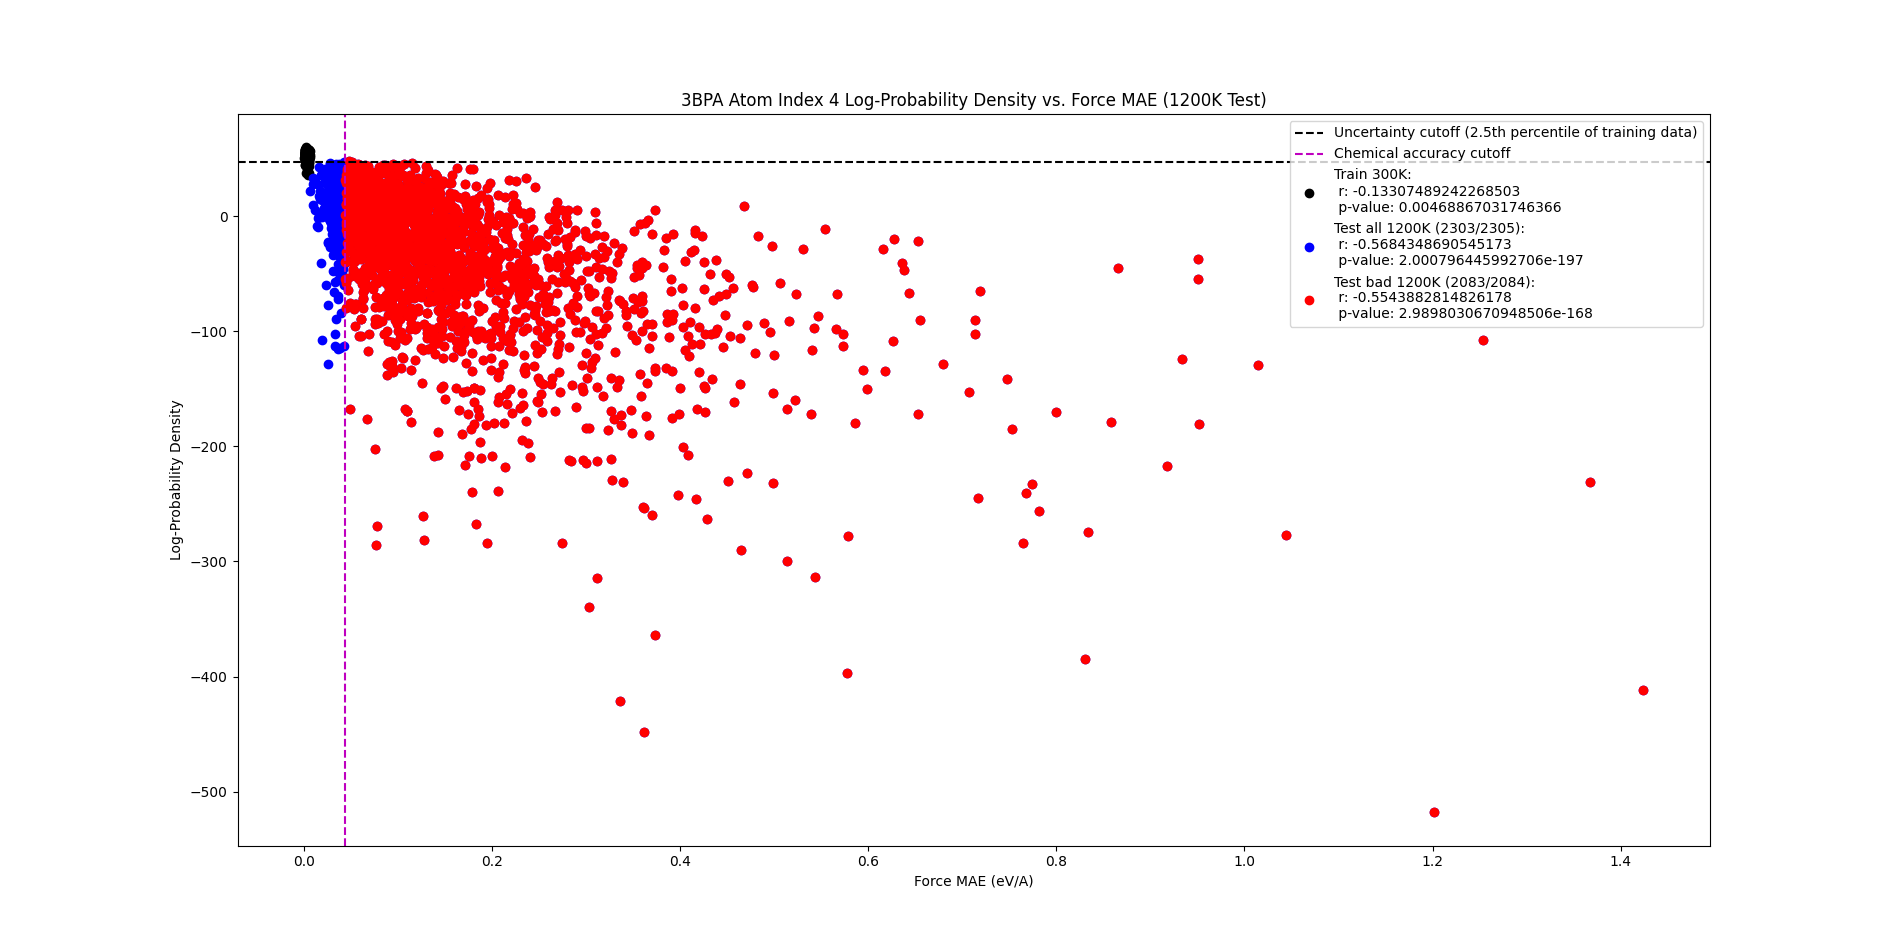 3BPA Atom Index 4 Log-Probability Density vs. Force MAE (1200K Test)
Uncertainty cutoff (2.5th percentile of training data)
Chemical accuracy cutoff
Train 300K:
r: -0.13307489242268503
p-value: 0.00468867031746366
Test all 1200K (2303/2305):
r: -0.5684348690545173
p-value: 2.000796445992706e-197
Test bad 1200K (2083/2084):
r: -0.5543882814826178
p-value: 2.9898030670948506e-168
Log-Probability Density
0
−100
−200
−300
−400
−500
0.0 0.2 0.4 0.6 0.8 1.0 1.2 1.4
Force MAE (eV/A)